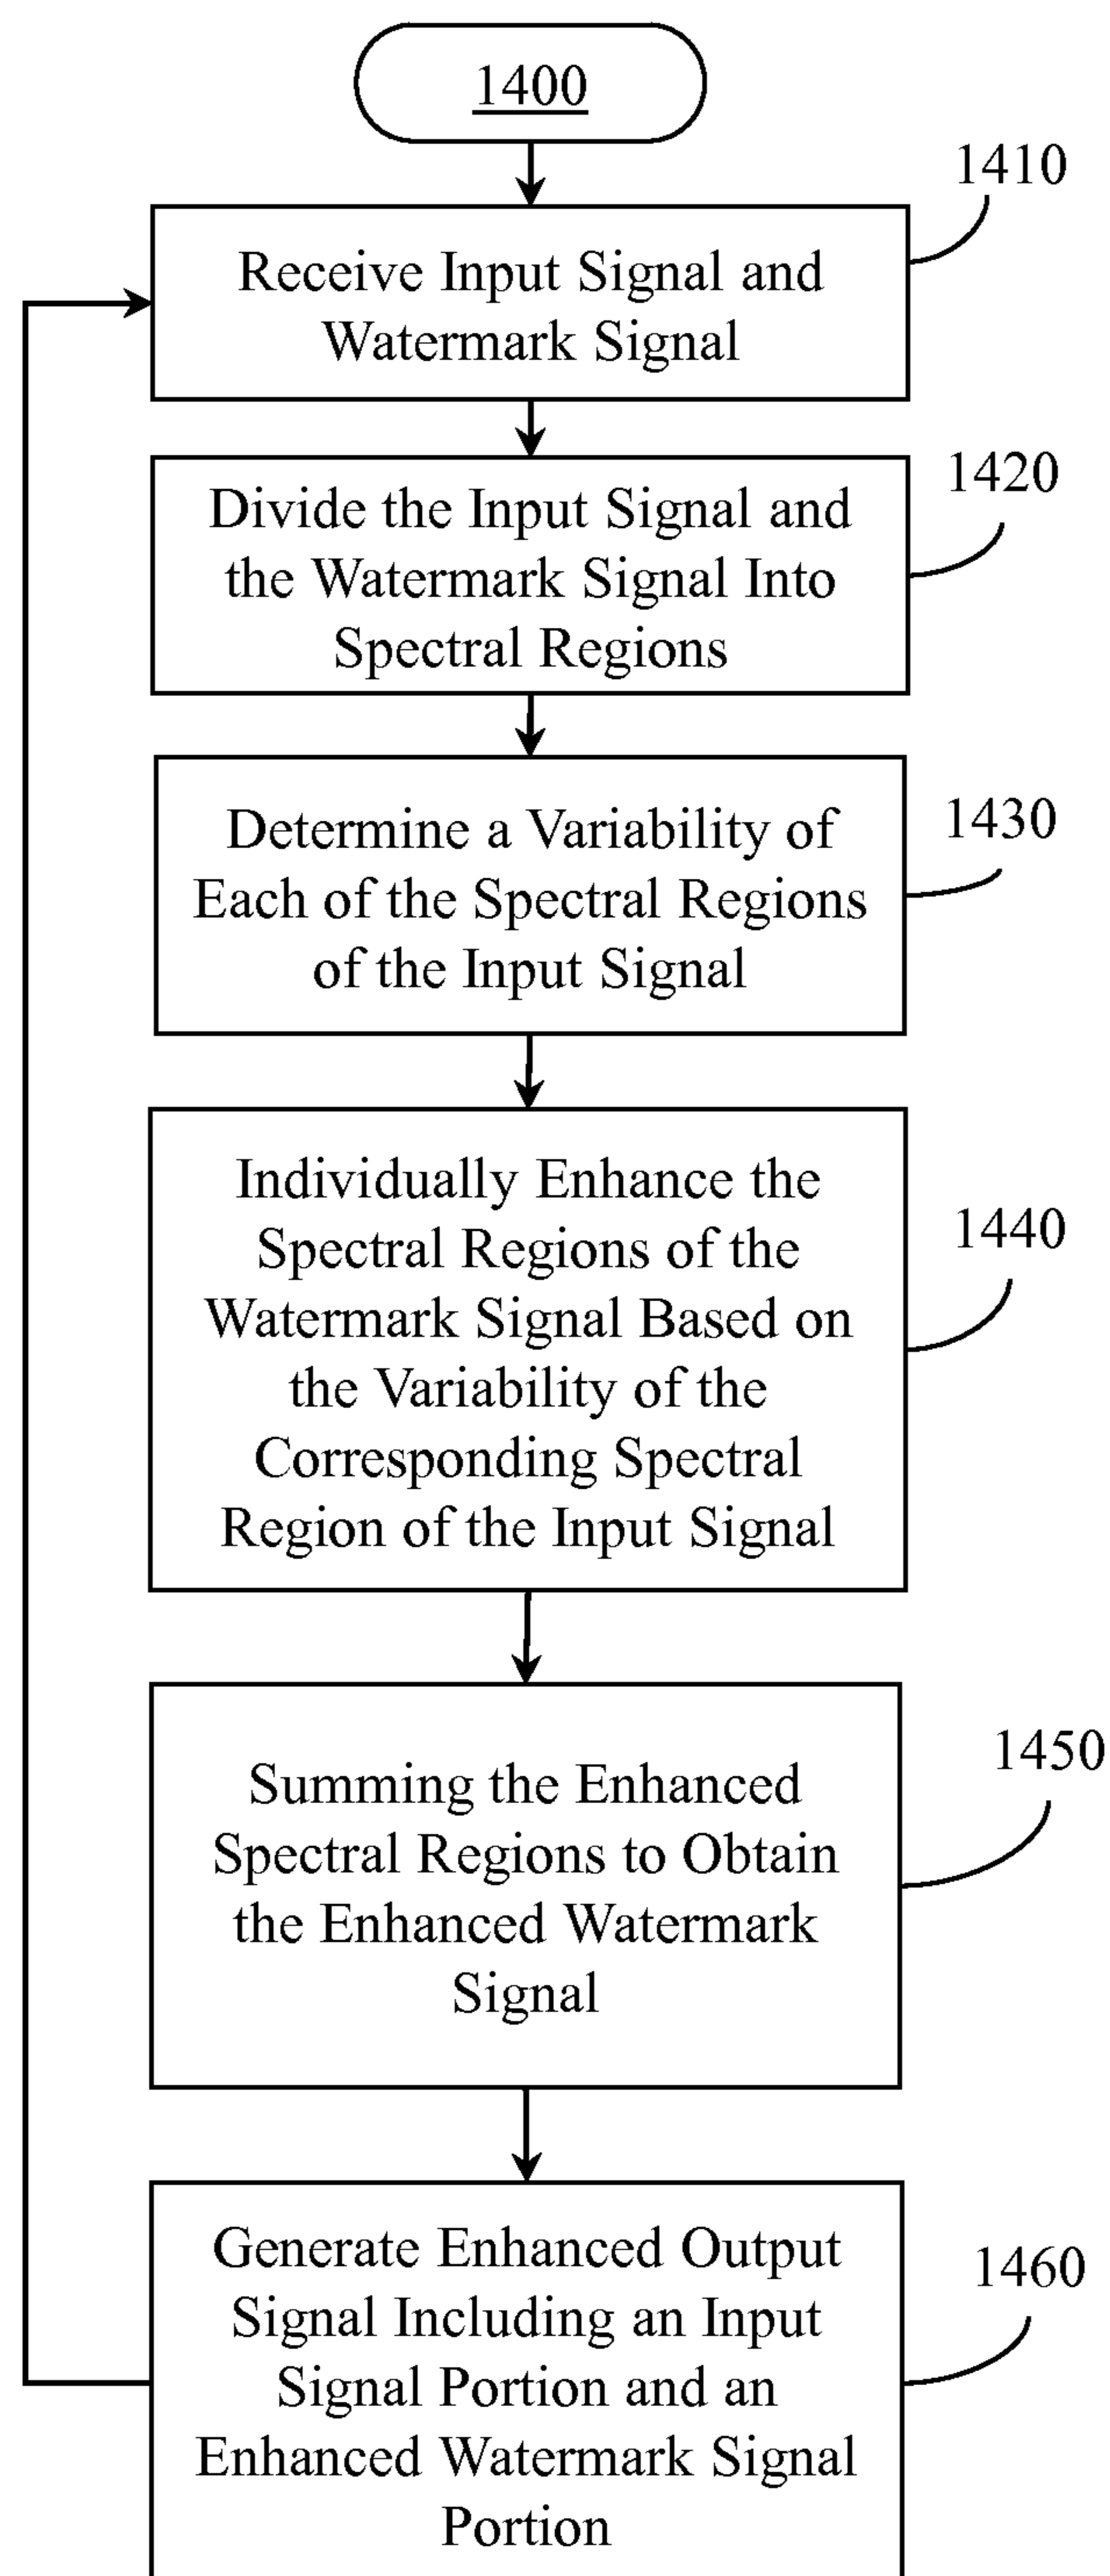 1400
1410
Receive Input Signal and
Watermark Signal
1420
Divide the Input Signal and
the Watermark Signal Into
Spectral Regions
1430
Determine a Variability of
Each of the Spectral Regions
of the Input Signal
1440
Individually Enhance the
Spectral Regions of the
Watermark Signal Based on
the Variability of the
Corresponding Spectral
Region of the Input Signal
1450
Summing the Enhanced
Spectral Regions to Obtain
the Enhanced Watermark
Signal
1460
Generate Enhanced Output
Signal Including an Input
Signal Portion and an
Enhanced Watermark Signal
Portion